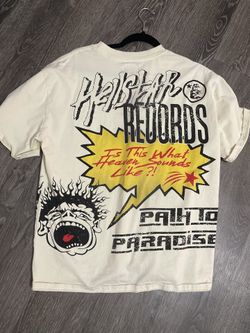 Hellstar
RECORDS
Is This What
Heaven Sounds
Like?!
PATH TO
PARADISE